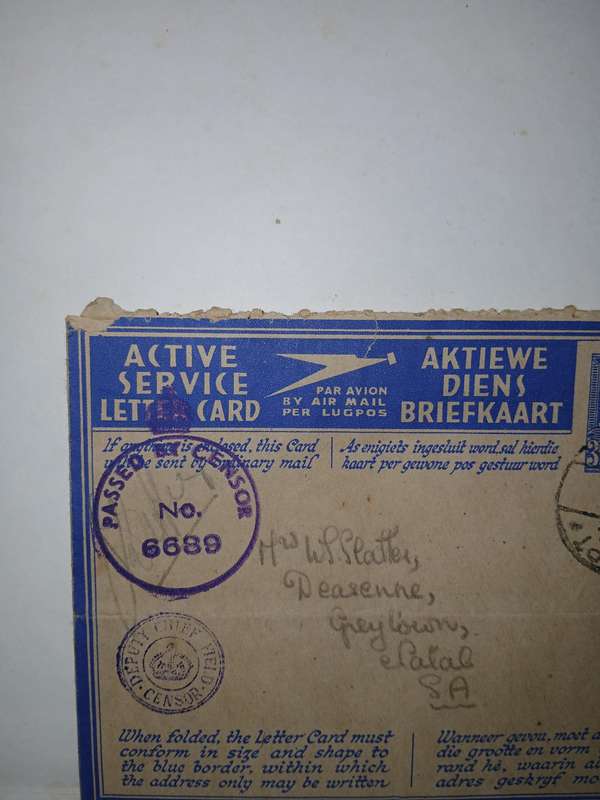 ACTIVE SERVICE LETTER CARD
PAR AVION
BY AIR MAIL
PER LUGPOS
AKTIEWE DIENS BRIEFKAART
If anything is enclosed, this Card
will be sent by ordinary mail
As enigiets ingesluit word, sal hierdie
kaart per gewone pos gestuur word
PASSED BY CENSOR
No.
6689
Mrs W S Slatter,
Greytown,
Natal
SA
DEPUTY CHIEF FIELD CENSOR
When folded, the Letter Card must
conform in size and shape to
the blue border, within which
the address only may be written
Wanneer gevou, moet d
die grootte en vorm
rand hê, waarin a
adres geskryf mo